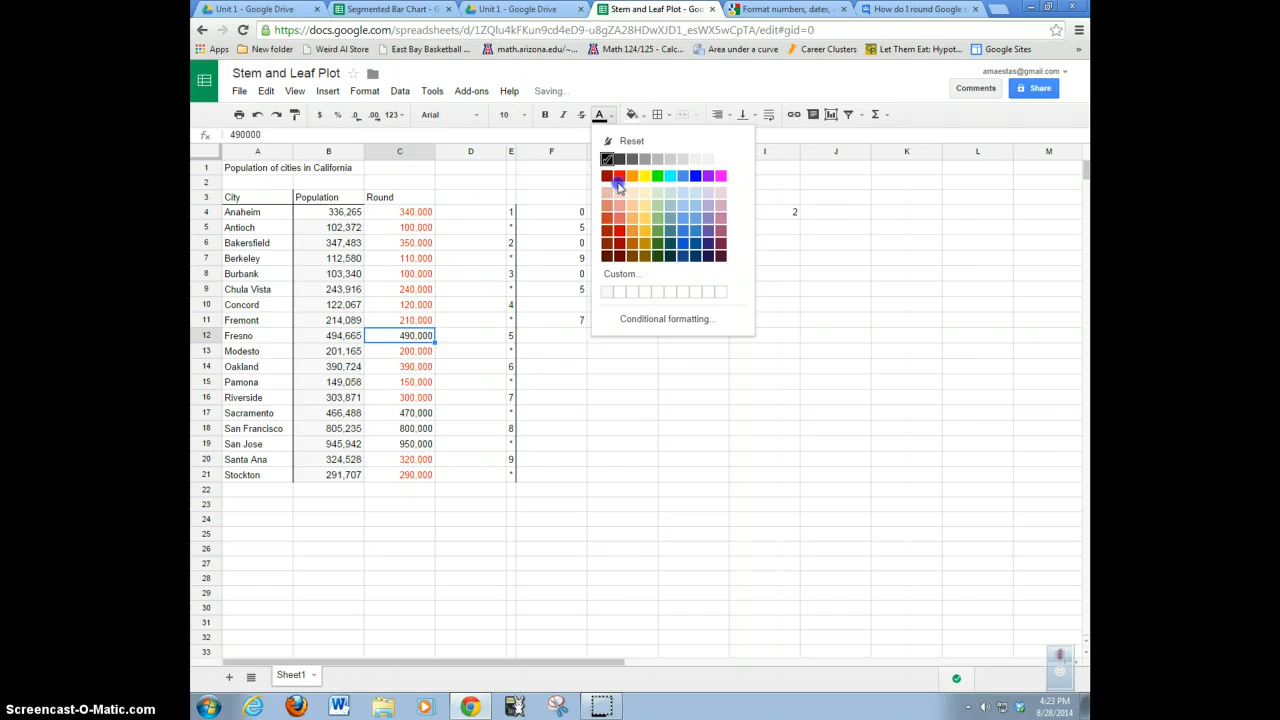 Unit 1 - Google Drive
Segmented Bar Chart - G
Unit 1 - Google Drive
Stem and Leaf Plot - Goo
Format numbers, dates, a
How do I round Google s
https://docs.google.com/spreadsheets/d/1ZQlu4kFKun9cd4eD9-u8gZA28HDwXJD1_esWX5wCpTA/edit#gid=0
Apps
New folder
Weird Al Store
East Bay Basketball
math.arizona.edu/~...
Math 124/125 - Calc...
Area under a curve
Career Clusters
Let Them Eat: Hypot...
Google Sites
Stem and Leaf Plot
amaestas@gmail.com
File Edit View Insert Format Data Tools Add-ons Help Saving...
Comments
Share
$ % .0 .00 123 Arial 10 B I S A Σ
fx 490000
Reset
Custom...
Conditional formatting...
A B C D E F I J K L M
1 Population of cities in California
2
3 City Population Round
4 Anaheim 336,265 340,000 1 0 2
5 Antioch 102,372 100,000 * 5
6 Bakersfield 347,483 350,000 2 0
7 Berkeley 112,580 110,000 * 9
8 Burbank 103,340 100,000 3 0
9 Chula Vista 243,916 240,000 * 5
10 Concord 122,067 120,000 4
11 Fremont 214,089 210,000 * 7
12 Fresno 494,665 490,000 5
13 Modesto 201,165 200,000 *
14 Oakland 390,724 390,000 6
15 Pamona 149,058 150,000 *
16 Riverside 303,871 300,000 7
17 Sacramento 466,488 470,000 *
18 San Francisco 805,235 800,000 8
19 San Jose 945,942 950,000 *
20 Santa Ana 324,528 320,000 9
21 Stockton 291,707 290,000 *
22
23
24
25
26
27
28
29
30
31
32
33
Sheet1
4:23 PM
8/28/2014
Screencast-O-Matic.com